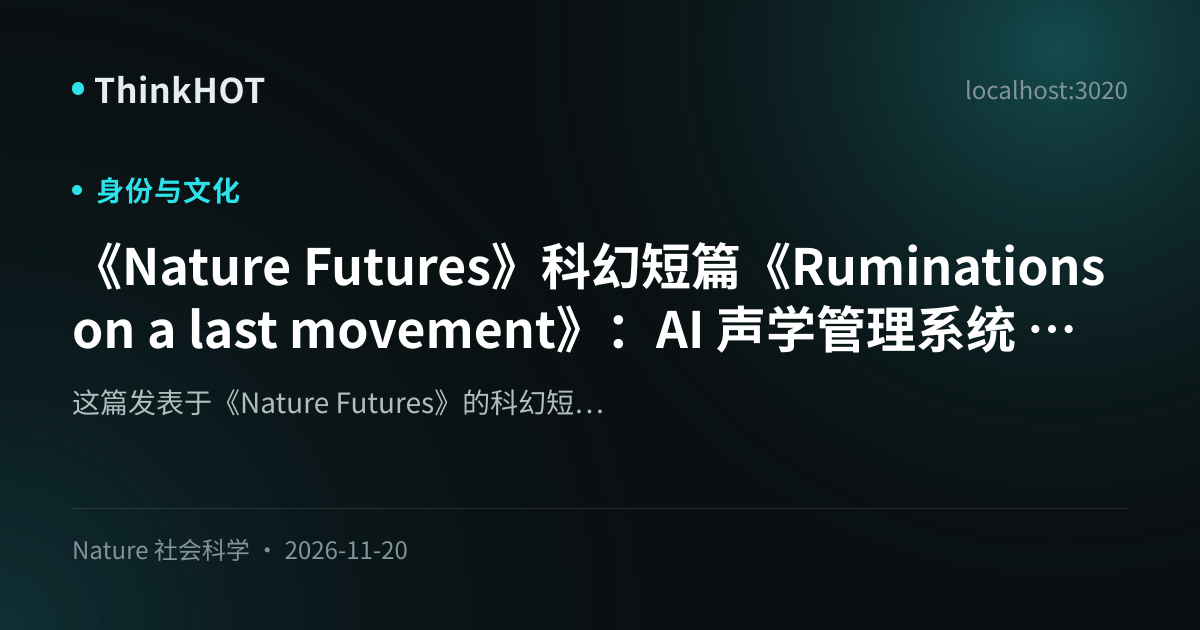 ThinkHOT
localhost:3020
身份与文化
《Nature Futures》科幻短篇《Ruminations
on a last movement》：AI 声学管理系统 …
这篇发表于《Nature Futures》的科幻短…
Nature 社会科学 · 2026-11-20